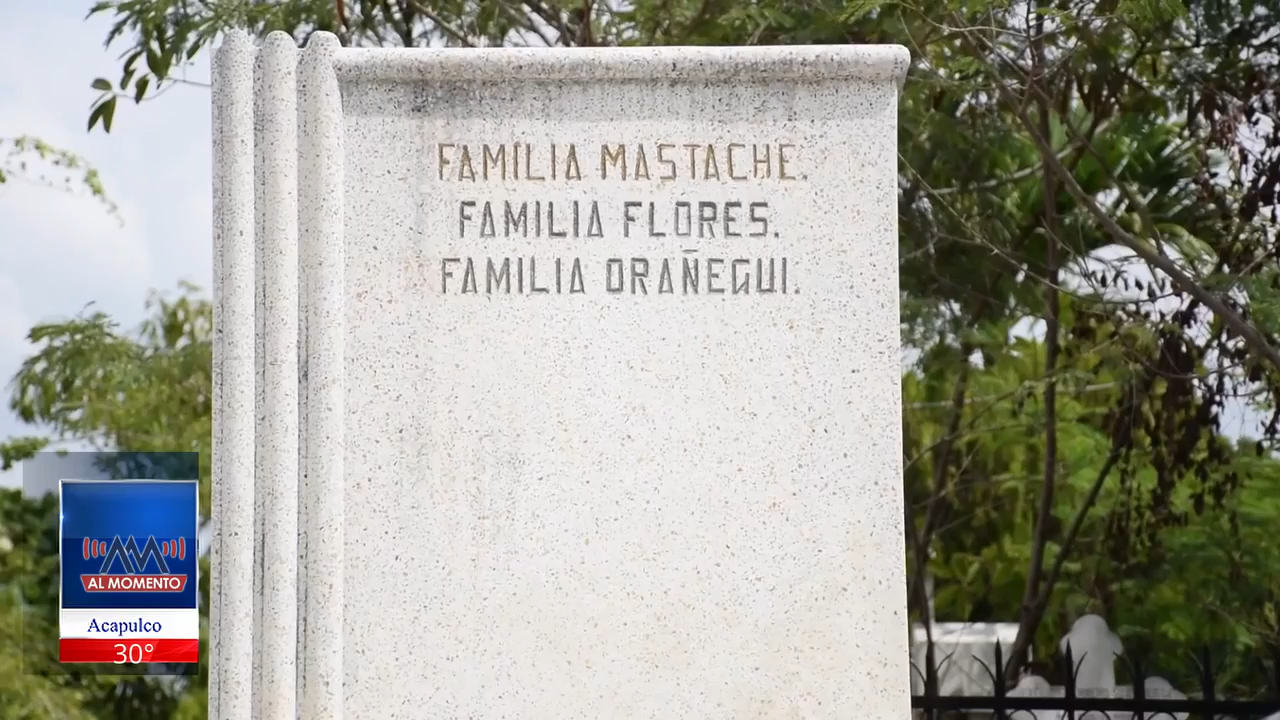 FAMILIA MASTACHE.
FAMILIA FLORES.
FAMILIA ORAÑEGUI.
AL MOMENTO
Acapulco
30°